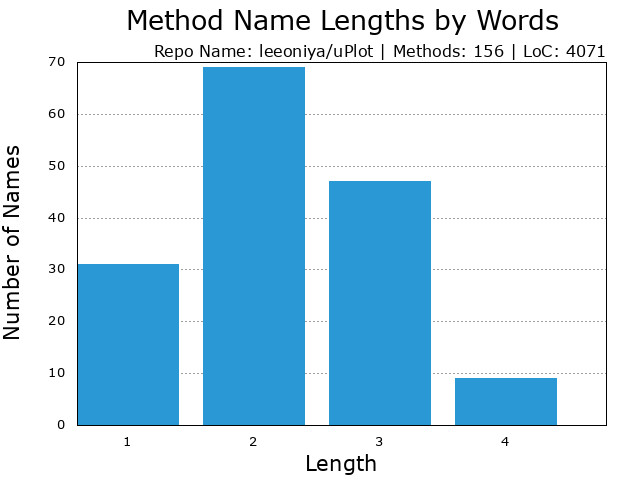 Method Name Lengths by Words
Repo Name: leeoniya/uPlot | Methods: 156 | LoC: 4071
70
60
50
40
30
20
10
0
Number of Names
1 2 3 4
Length